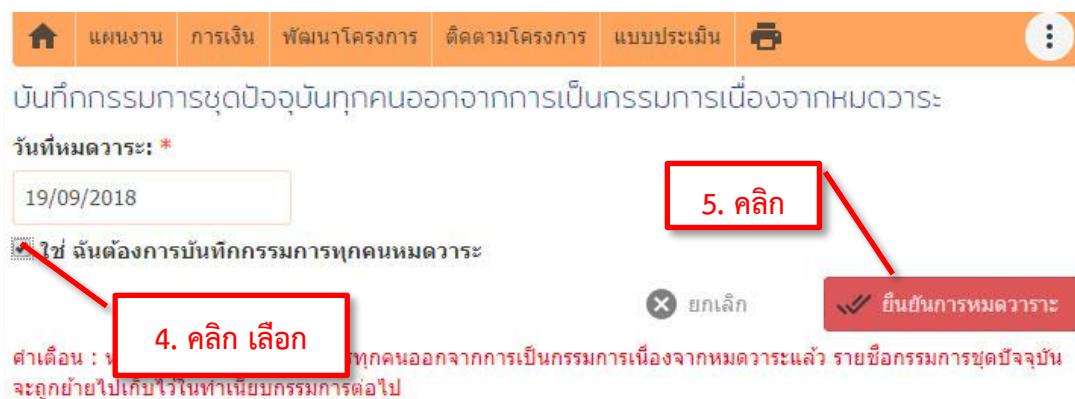 แผนงาน การเงิน พัฒนาโครงการ ติดตามโครงการ แบบประเมิน
บันทึกกรรมการชุดปัจจุบันทุกคนออกจากการเป็นกรรมการเนื่องจากหมดวาระ
วันที่หมดวาระ: *
19/09/2018
5. คลิก
ใช่ ฉันต้องการบันทึกกรรมการทุกคนหมดวาระ
ยกเลิก ยืนยันการหมดวาราะ
4. คลิก เลือก
คำเตือน : ทุกคนออกจากการเป็นกรรมการเนื่องจากหมดวาระแล้ว รายชื่อกรรมการชุดปัจจุบัน
จะถูกย้ายไปเก็บไว้ในทำเนียบกรรมการต่อไป